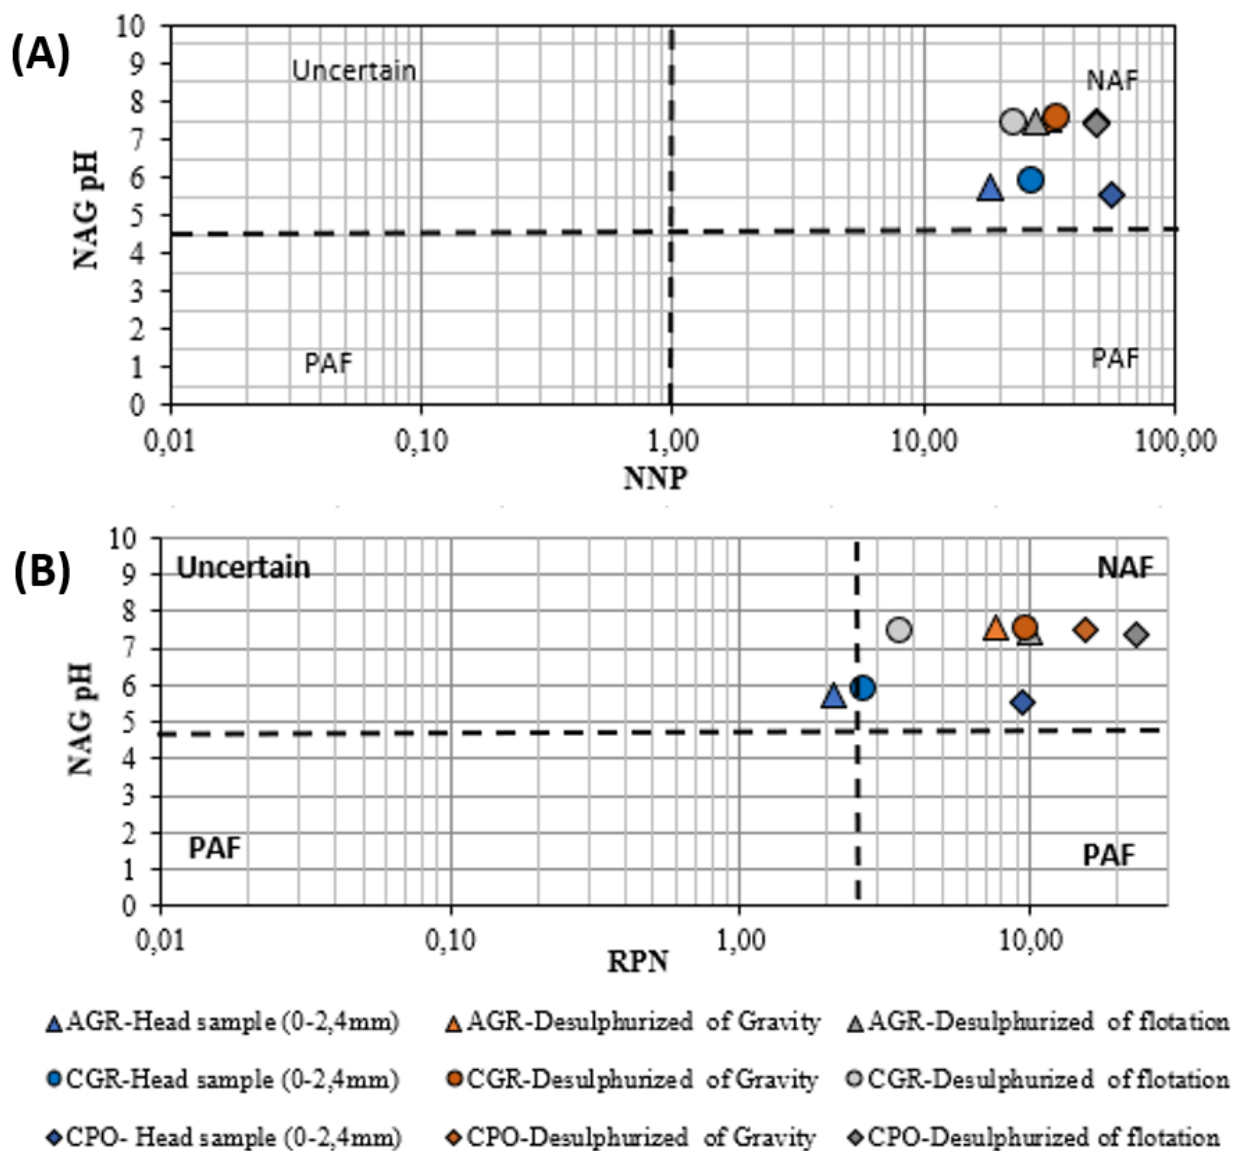 (A)
10
9
8
7
6
5
4
3
2
1
0
NAG pH
Uncertain
NAF
PAF
PAF
0,01 0,10 1,00 10,00 100,00
NNP
(B)
10
9
8
7
6
5
4
3
2
1
0
NAG pH
Uncertain
NAF
PAF
PAF
0,01 0,10 1,00 10,00
RPN
AGR-Head sample (0-2,4mm) AGR-Desulphurized of Gravity AGR-Desulphurized of flotation
CGR-Head sample (0-2,4mm) CGR-Desulphurized of Gravity CGR-Desulphurized of flotation
CPO- Head sample (0-2,4mm) CPO-Desulphurized of Gravity CPO-Desulphurized of flotation